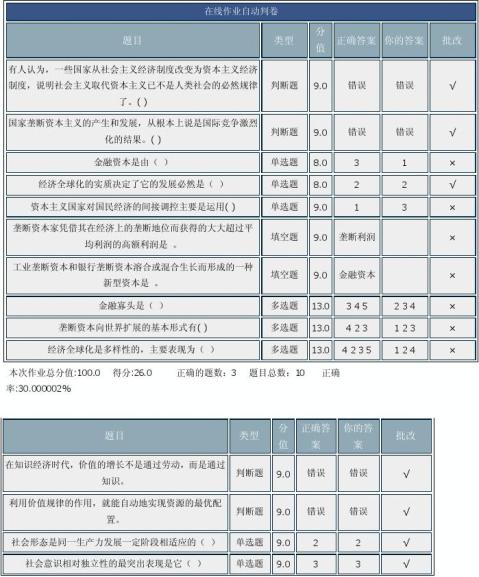 在线作业自动判卷
题目 类型 分值 正确答案 你的答案 批改
有人认为，一些国家从社会主义经济制度改变为资本主义经济
制度，说明社会主义取代资本主义已不是人类社会的必然规律
了。( ) 判断题 9.0 错误 错误 √
国家垄断资本主义的产生和发展，从根本上说是国际竞争激烈
化的结果。( ) 判断题 9.0 错误 错误 √
金融资本是由（ ） 单选题 8.0 3 1 ×
经济全球化的实质决定了它的发展必然是（ ） 单选题 8.0 2 2 √
资本主义国家对国民经济的间接调控主要是运用( ) 单选题 9.0 1 3 ×
垄断资本家凭借其在经济上的垄断地位而获得的大大超过平
均利润的高额利润是 。 填空题 9.0 垄断利润 ×
工业垄断资本和银行垄断资本溶合或混合生长而形成的一种
新型资本是 。 填空题 9.0 金融资本 ×
金融寡头是（ ） 多选题 13.0 3 4 5 2 3 4 ×
垄断资本向世界扩展的基本形式有( ) 多选题 13.0 4 2 3 1 2 3 ×
经济全球化是多样性的，主要表现为（ ） 多选题 13.0 4 2 3 5 1 2 4 ×
本次作业总分值:100.0 得分:26.0 正确的题数：3 题目总数：10 正确
率:30.000002%
题目 类型 分值 正确答案 你的答案 批改
在知识经济时代，价值的增长不是通过劳动，而是通过
知识。 判断题 9.0 错误 错误 √
利用价值规律的作用，就能自动地实现资源的最优配
置。 判断题 9.0 错误 错误 √
社会形态是同一生产力发展一定阶段相适应的（ ） 单选题 9.0 2 2 √
社会意识相对独立性的最突出表现是它（ ） 单选题 9.0 3 3 √